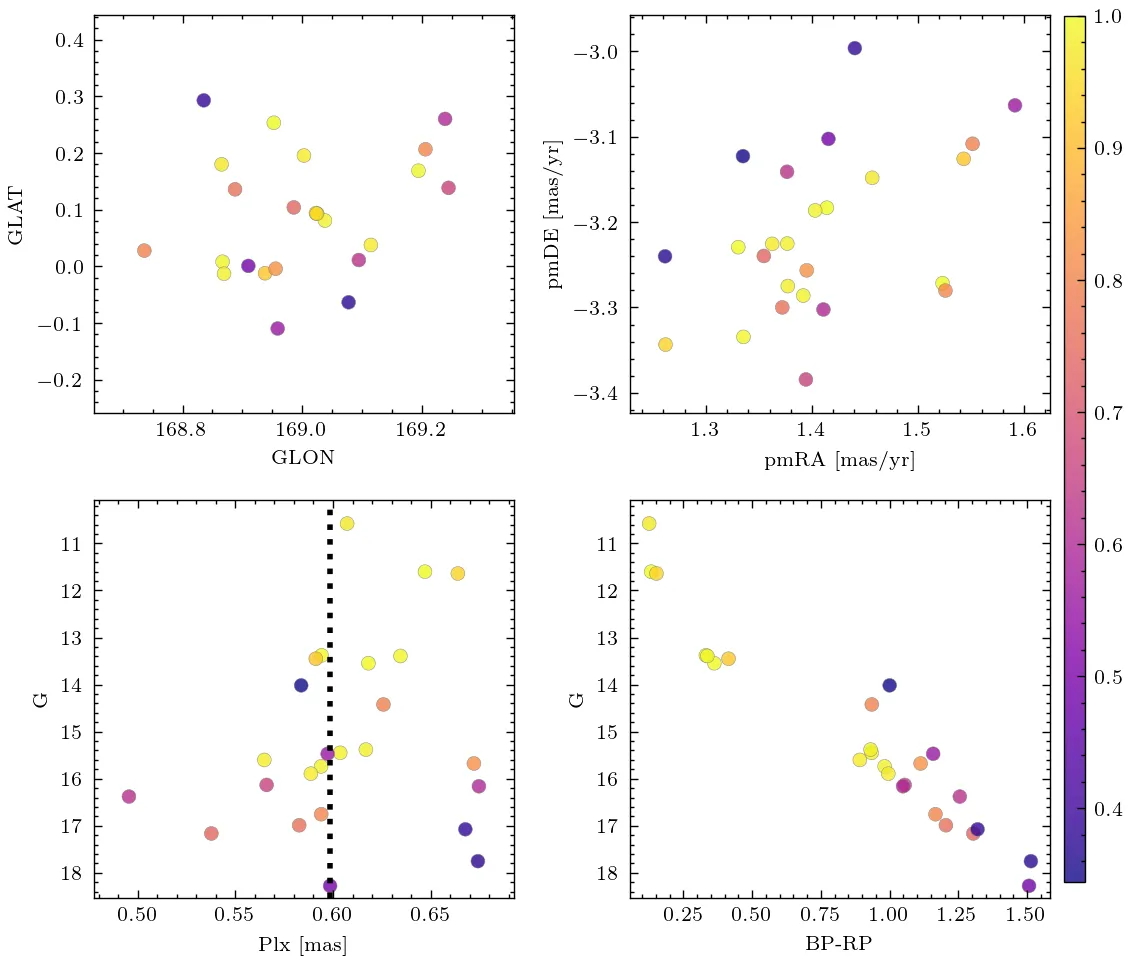 0.4
0.3
0.2
0.1
0.0
−0.1
−0.2
GLAT
168.8 169.0 169.2
GLON
−3.0
−3.1
−3.2
−3.3
−3.4
pmDE [mas/yr]
1.3 1.4 1.5 1.6
pmRA [mas/yr]
1.0
0.9
0.8
0.7
0.6
0.5
0.4
11
12
13
14
15
16
17
18
G
0.50 0.55 0.60 0.65
Plx [mas]
11
12
13
14
15
16
17
18
G
0.25 0.50 0.75 1.00 1.25 1.50
BP-RP